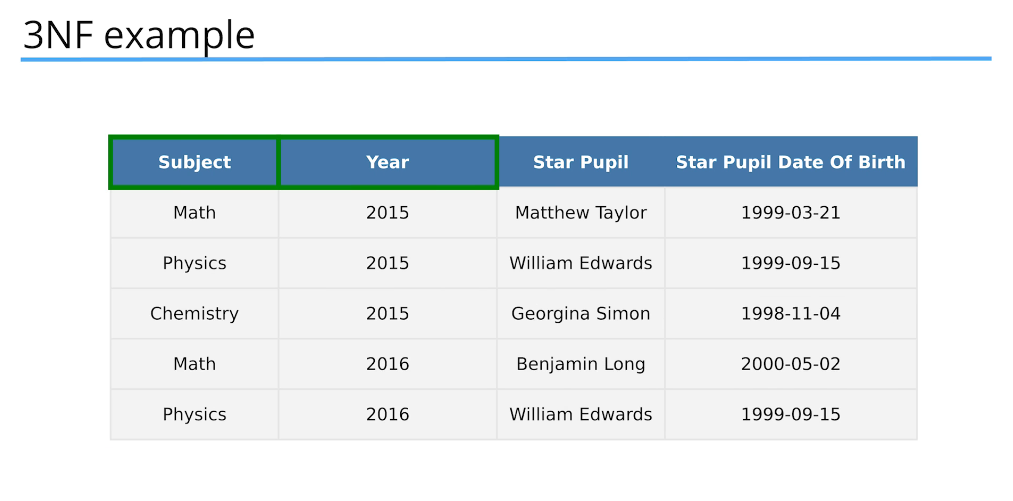 3NF example
Subject Year Star Pupil Star Pupil Date Of Birth
Math 2015 Matthew Taylor 1999-03-21
Physics 2015 William Edwards 1999-09-15
Chemistry 2015 Georgina Simon 1998-11-04
Math 2016 Benjamin Long 2000-05-02
Physics 2016 William Edwards 1999-09-15